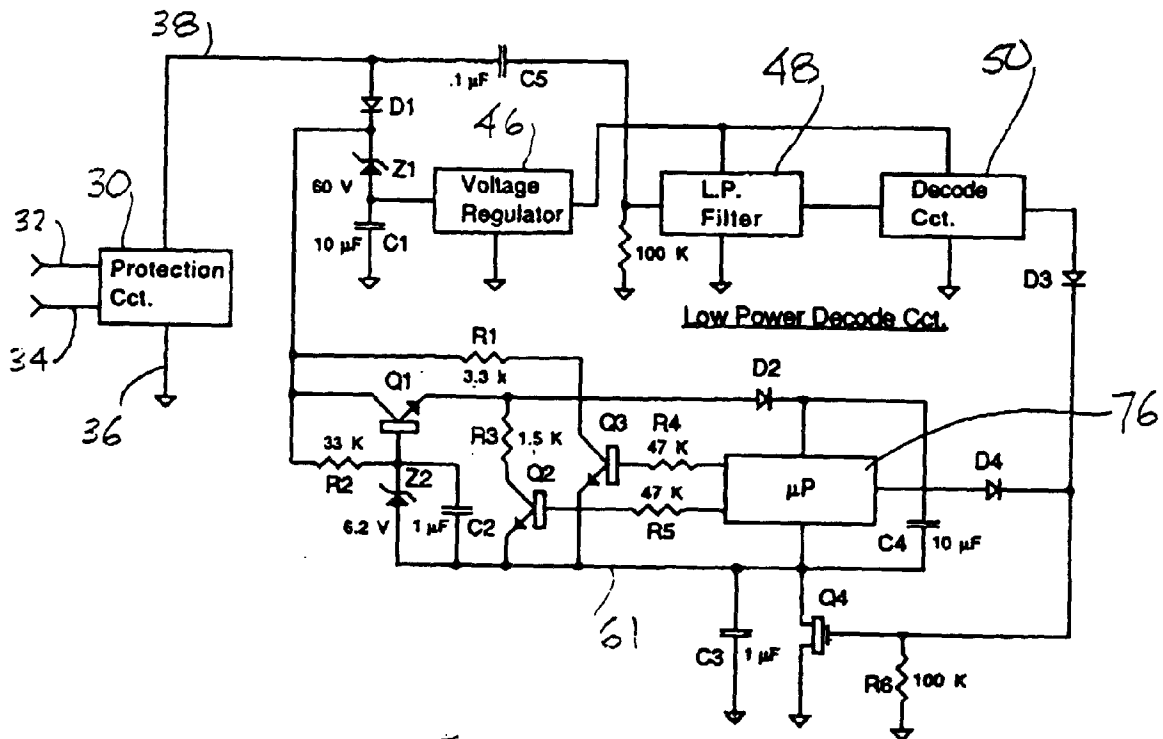 38
.1 µF
C5
48
50
D1
46
60 V
Z1
Voltage
Regulator
L.P.
Filter
Decode
Cct.
30
32
10 µF
C1
100 K
D3
Protection
Cct.
34
Low Power Decode Cct.
36
R1
3.3 k
D2
Q1
76
R3
1.5 K
Q3
R4
47 K
33 K
R2
Z2
Q2
47 K
R5
µP
D4
6.2 V
1 µF
C2
C4
10 µF
61
Q4
C3
1 µF
R6
100 K